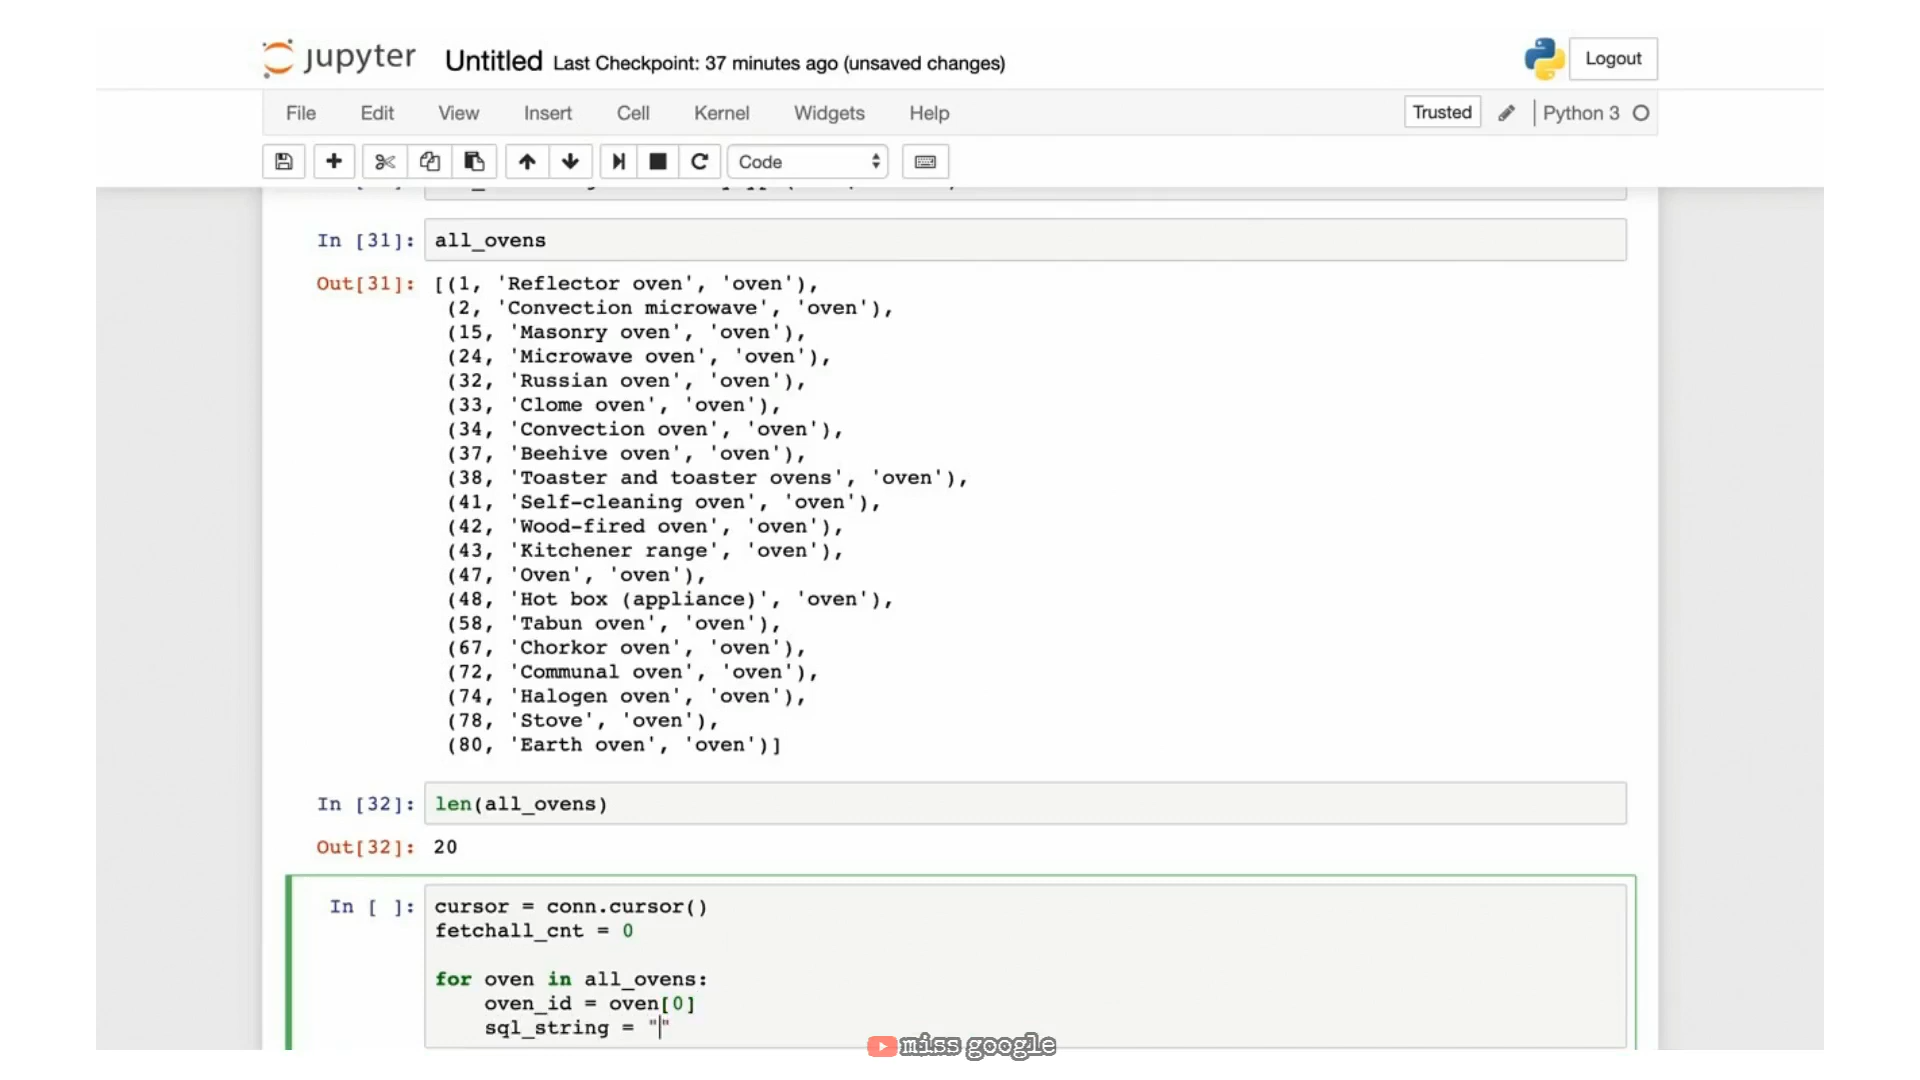 jupyter Untitled Last Checkpoint: 37 minutes ago (unsaved changes) Logout
File Edit View Insert Cell Kernel Widgets Help Trusted Python 3
Code
In [31]: all_ovens
Out[31]: [(1, 'Reflector oven', 'oven'),
(2, 'Convection microwave', 'oven'),
(15, 'Masonry oven', 'oven'),
(24, 'Microwave oven', 'oven'),
(32, 'Russian oven', 'oven'),
(33, 'Clome oven', 'oven'),
(34, 'Convection oven', 'oven'),
(37, 'Beehive oven', 'oven'),
(38, 'Toaster and toaster ovens', 'oven'),
(41, 'Self-cleaning oven', 'oven'),
(42, 'Wood-fired oven', 'oven'),
(43, 'Kitchener range', 'oven'),
(47, 'Oven', 'oven'),
(48, 'Hot box (appliance)', 'oven'),
(58, 'Tabun oven', 'oven'),
(67, 'Chorkor oven', 'oven'),
(72, 'Communal oven', 'oven'),
(74, 'Halogen oven', 'oven'),
(78, 'Stove', 'oven'),
(80, 'Earth oven', 'oven')]
In [32]: len(all_ovens)
Out[32]: 20
In [ ]: cursor = conn.cursor()
fetchall_cnt = 0
for oven in all_ovens:
oven_id = oven[0]
sql_string = ""
miss google